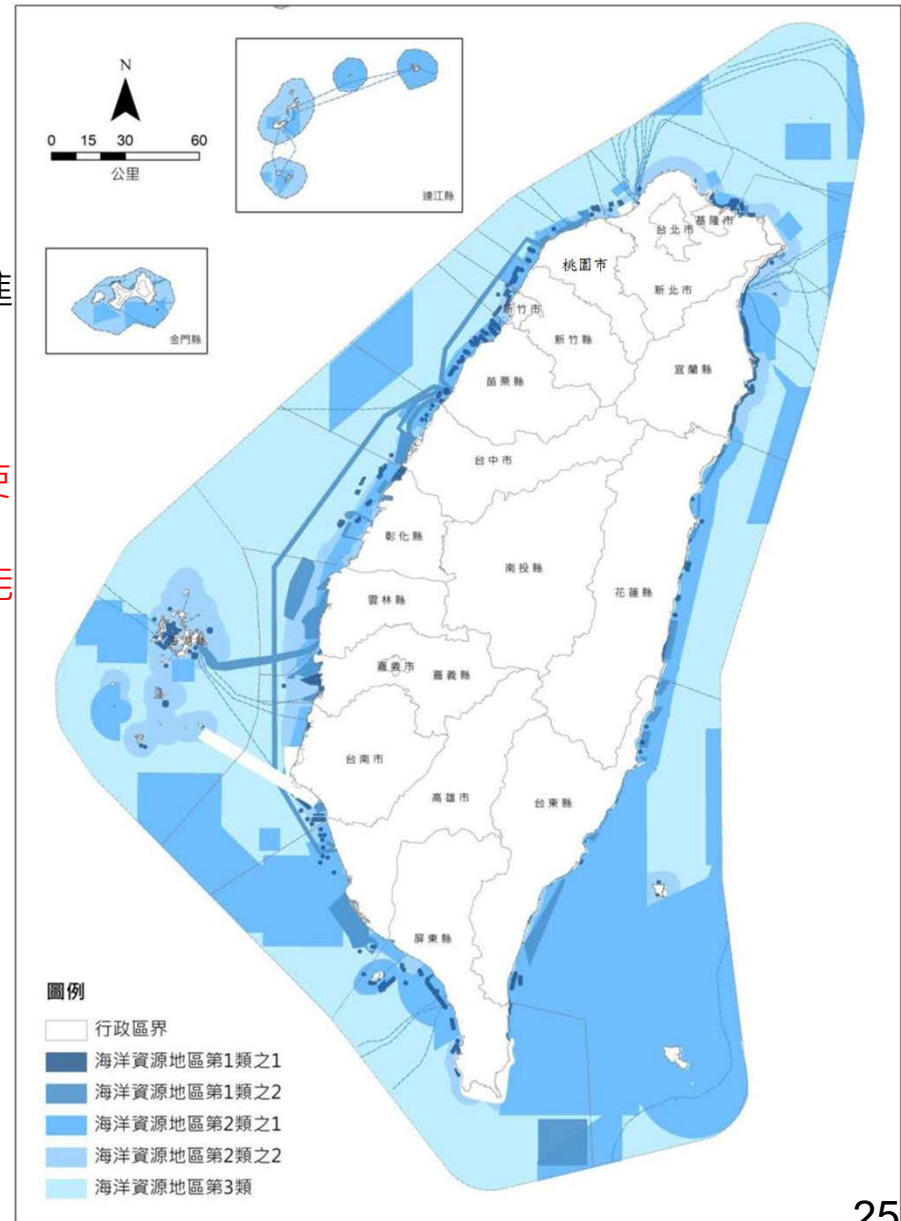 N
0 15 30 60
公里
連江縣
金門縣
基隆市
台北市
桃園市
新北市
新竹市
新竹縣
宜蘭縣
苗栗縣
台中市
彰化縣
南投縣
花蓮縣
雲林縣
嘉義市
嘉義縣
台南市
高雄市
台東縣
屏東縣
圖例
行政區界
海洋資源地區第1類之1
海洋資源地區第1類之2
海洋資源地區第2類之1
海洋資源地區第2類之2
海洋資源地區第3類
25